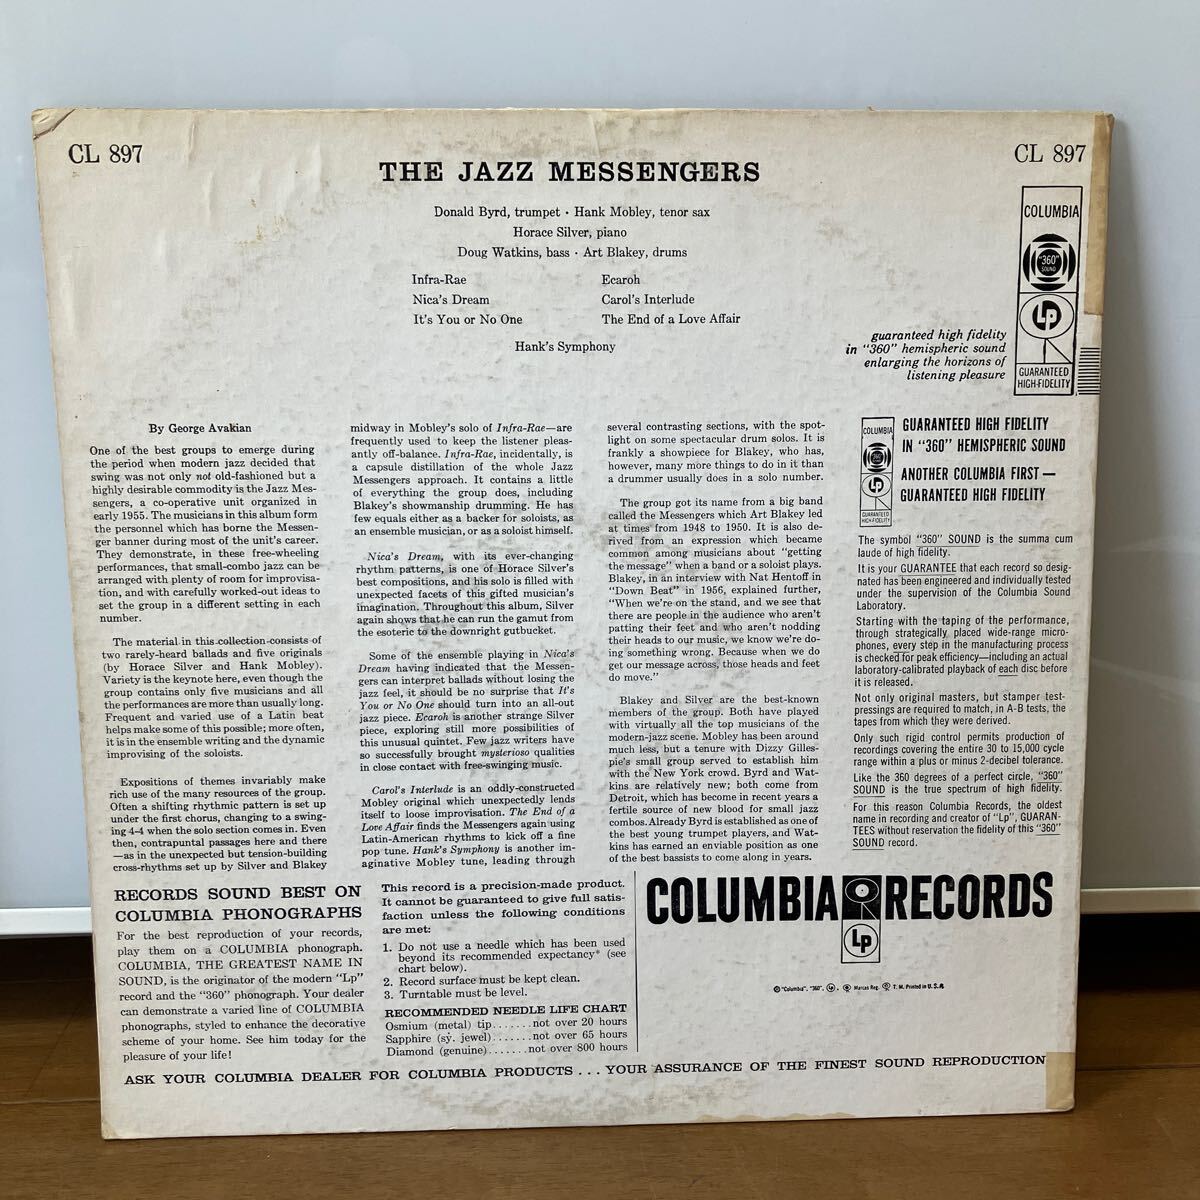 CL 897
CL 897
THE JAZZ MESSENGERS
Donald Byrd, trumpet · Hank Mobley, tenor sax
Horace Silver, piano
Doug Watkins, bass · Art Blakey, drums
Infra-Rae
Nica's Dream
It's You or No One
Ecaroh
Carol's Interlude
The End of a Love Affair
Hank's Symphony
COLUMBIA
"360"
SOUND
Lp
GUARANTEED
HIGH-FIDELITY
guaranteed high fidelity
in "360" hemispheric sound
enlarging the horizons of
listening pleasure
By George Avakian
One of the best groups to emerge during
the period when modern jazz decided that
swing was not only not old-fashioned but a
highly desirable commodity is the Jazz Mes-
sengers, a co-operative unit organized in
early 1955. The musicians in this album form
the personnel which has borne the Messen-
ger banner during most of the unit's career.
They demonstrate, in these free-wheeling
performances, that small-combo jazz can be
arranged with plenty of room for improvisa-
tion, and with carefully worked-out ideas to
set the group in a different setting in each
number.
The material in this collection consists of
two rarely-heard ballads and five originals
(by Horace Silver and Hank Mobley).
Variety is the keynote here, even though the
group contains only five musicians and all
the performances are more than usually long.
Frequent and varied use of a Latin beat
helps make some of this possible; more often,
it is in the ensemble writing and the dynamic
improvising of the soloists.
Expositions of themes invariably make
rich use of the many resources of the group.
Often a shifting rhythmic pattern is set up
under the first chorus, changing to a swing-
ing 4-4 when the solo section comes in. Even
then, contrapuntal passages here and there
—as in the unexpected but tension-building
cross-rhythms set up by Silver and Blakey
midway in Mobley's solo of Infra-Rae—are
frequently used to keep the listener pleas-
antly off-balance. Infra-Rae, incidentally, is
a capsule distillation of the whole Jazz
Messengers approach. It contains a little
of everything the group does, including
Blakey's showmanship drumming. He has
few equals either as a backer for soloists, as
an ensemble musician, or as a soloist himself.
Nica's Dream, with its ever-changing
rhythm patterns, is one of Horace Silver's
best compositions, and his solo is filled with
unexpected facets of this gifted musician's
imagination. Throughout this album, Silver
again shows that he can run the gamut from
the esoteric to the downright gutbucket.
Some of the ensemble playing in Nica's
Dream having indicated that the Messen-
gers can interpret ballads without losing the
jazz feel, it should be no surprise that It's
You or No One should turn into an all-out
jazz piece. Ecaroh is another strange Silver
piece, exploring still more possibilities of
this unusual quintet. Few jazz writers have
so successfully brought mysterioso qualities
in close contact with free-swinging music.
Carol's Interlude is an oddly-constructed
Mobley original which unexpectedly lends
itself to loose improvisation. The End of a
Love Affair finds the Messengers again using
Latin-American rhythms to kick off a fine
pop tune. Hank's Symphony is another im-
aginative Mobley tune, leading through
several contrasting sections, with the spot-
light on some spectacular drum solos. It is
frankly a showpiece for Blakey, who has,
however, many more things to do in it than
a drummer usually does in a solo number.
The group got its name from a big band
called the Messengers which Art Blakey led
at times from 1948 to 1950. It is also de-
rived from an expression which became
common among musicians about "getting
the message" when a band or a soloist plays.
Blakey, in an interview with Nat Hentoff in
"Down Beat" in 1956, explained further,
"When we're on the stand, and we see that
there are people in the audience who aren't
patting their feet and who aren't nodding
their heads to our music, we know we're do-
ing something wrong. Because when we do
get our message across, those heads and feet
do move."
Blakey and Silver are the best-known
members of the group. Both have played
with virtually all the top musicians of the
modern-jazz scene. Mobley has been around
much less, but a tenure with Dizzy Gilles-
pie's small group served to establish him
with the New York crowd. Byrd and Wat-
kins are relatively new; both come from
Detroit, which has become in recent years a
fertile source of new blood for small jazz
combos. Already Byrd is established as one of
the best young trumpet players, and Wat-
kins has earned an enviable position as one
of the best bassists to come along in years.
COLUMBIA
"360"
SOUND
Lp
GUARANTEED
HIGH-FIDELITY
GUARANTEED HIGH FIDELITY
IN "360" HEMISPHERIC SOUND
ANOTHER COLUMBIA FIRST —
GUARANTEED HIGH FIDELITY
The symbol "360" SOUND is the summa cum
laude of high fidelity.
It is your GUARANTEE that each record so desig-
nated has been engineered and individually tested
under the supervision of the Columbia Sound
Laboratory.
Starting with the taping of the performance,
through strategically placed wide-range micro-
phones, every step in the manufacturing process
is checked for peak efficiency—including an actual
laboratory-calibrated playback of each disc before
it is released.
Not only original masters, but stamper test-
pressings are required to match, in A-B tests, the
tapes from which they were derived.
Only such rigid control permits production of
recordings covering the entire 30 to 15,000 cycle
range within a plus or minus 2-decibel tolerance.
Like the 360 degrees of a perfect circle, "360"
SOUND is the true spectrum of high fidelity.
For this reason Columbia Records, the oldest
name in recording and creator of "Lp", GUARAN-
TEES without reservation the fidelity of this "360"
SOUND record.
RECORDS SOUND BEST ON
COLUMBIA PHONOGRAPHS
For the best reproduction of your records,
play them on a COLUMBIA phonograph.
COLUMBIA, THE GREATEST NAME IN
SOUND, is the originator of the modern "Lp"
record and the "360" phonograph. Your dealer
can demonstrate a varied line of COLUMBIA
phonographs, styled to enhance the decorative
scheme of your home. See him today for the
pleasure of your life!
This record is a precision-made product.
It cannot be guaranteed to give full satis-
faction unless the following conditions
are met:
1. Do not use a needle which has been used
beyond its recommended expectancy* (see
chart below).
2. Record surface must be kept clean.
3. Turntable must be level.
RECOMMENDED NEEDLE LIFE CHART
Osmium (metal) tip.......not over 20 hours
Sapphire (sy. jewel).......not over 65 hours
Diamond (genuine).......not over 800 hours
COLUMBIA RECORDS
Lp
® "Columbia", "360", Lp, ® Marcas Reg. ® T. M. Printed in U. S. A.
ASK YOUR COLUMBIA DEALER FOR COLUMBIA PRODUCTS . . . YOUR ASSURANCE OF THE FINEST SOUND REPRODUCTION